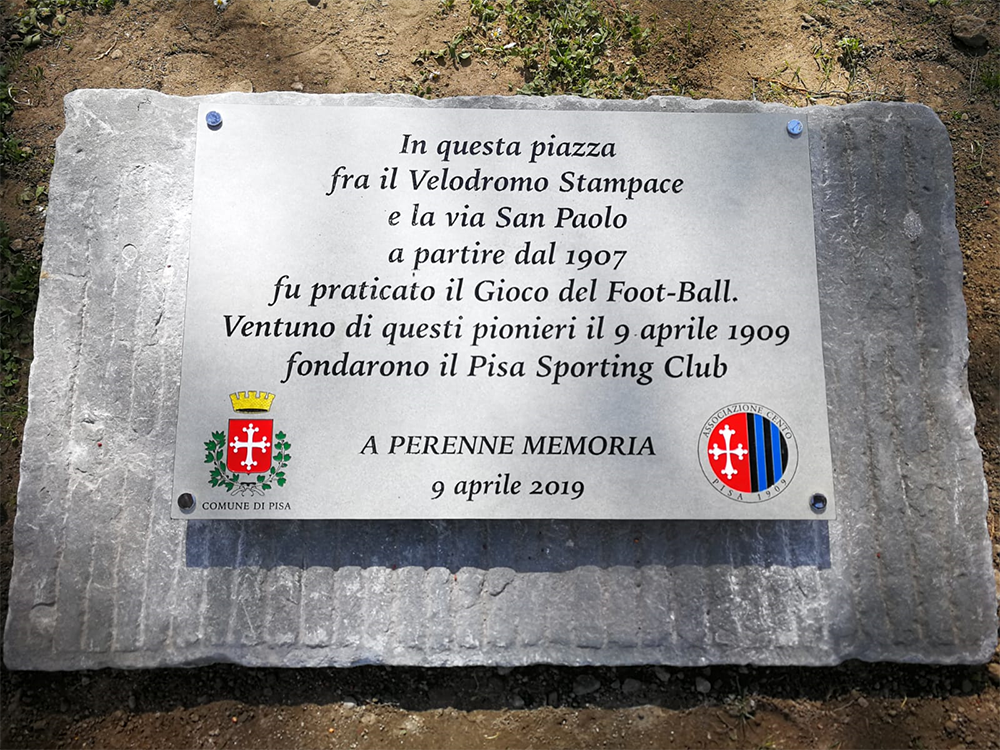 In questa piazza
fra il Velodromo Stampace
e la via San Paolo
a partire dal 1907
fu praticato il Gioco del Foot-Ball.
Ventuno di questi pionieri il 9 aprile 1909
fondarono il Pisa Sporting Club
A PERENNE MEMORIA
9 aprile 2019
COMUNE DI PISA
ASSOCIAZIONE CENTO
PISA 1909